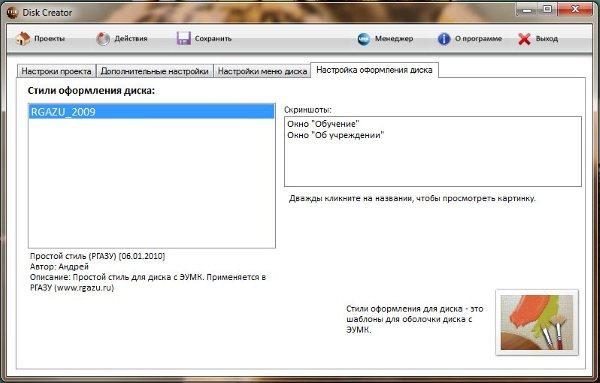 Disk Creator
Проекты Действия Сохранить Менеджер О программе Выход
Настроки проекта Дополнительные настройки Настройки меню диска Настройка оформления диска
Стили оформления диска:
RGAZU_2009
Скриншоты:
Окно "Обучение"
Окно "Об учреждении"
Дважды кликните на названии, чтобы просмотреть картинку.
Простой стиль (РГАЗУ) [06.01.2010]
Автор: Андрей
Описание: Простой стиль для диска с ЭУМК. Применяется в
РГАЗУ (www.rgazu.ru)
Стили оформления для диска - это
шаблоны для оболочки диска с
ЭУМК.